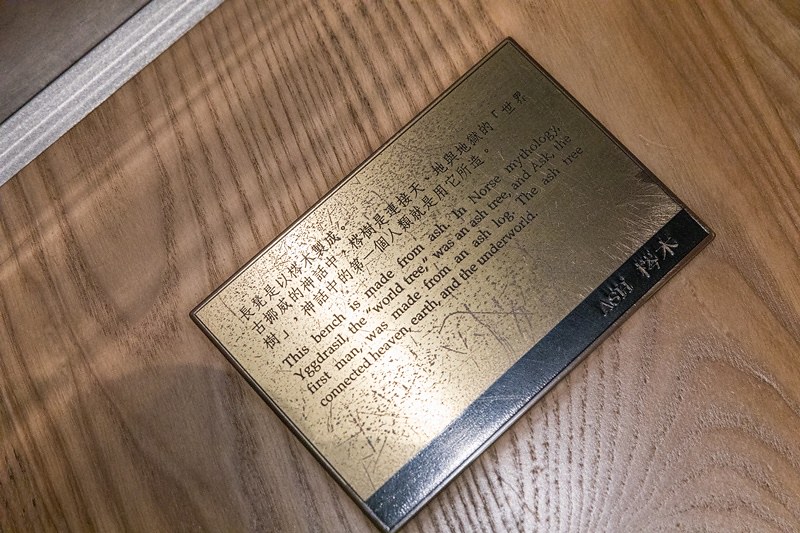 長凳是以梣木製成。
古挪威的神話中，梣樹是連接天、地與地獄的「世界
樹」，神話中的第一個人類就是用它所造。
This bench is made from ash. In Norse mythology,
Yggdrasil, the "world tree," was an ash tree, and Ask, the
first man, was made from an ash log. The ash tree
connected heaven, earth, and the underworld.
ASH 梣木